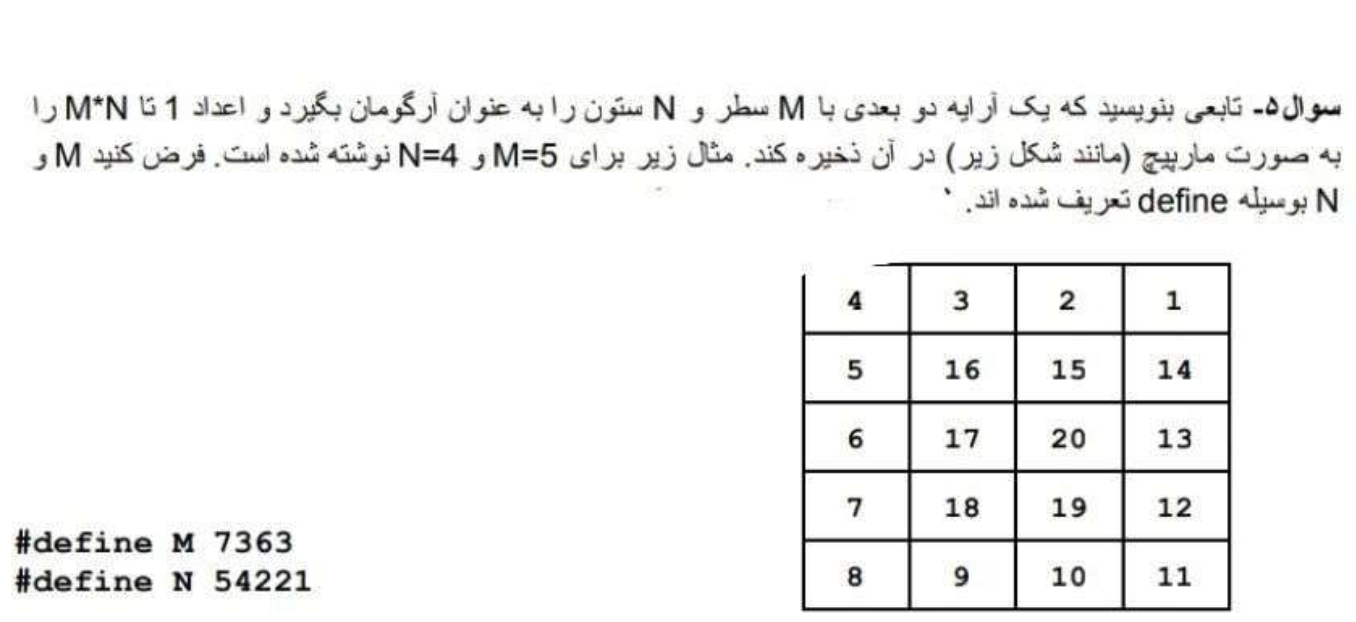 سوال۵- تابعی بنویسید که یک آرایه دو بعدی با M سطر و N ستون را به عنوان آرگومان بگیرد و اعداد 1 تا M*N را
به صورت مارپیچ (مانند شکل زیر) در آن ذخیره کند. مثال زیر برای M=5 و N=4 نوشته شده است. فرض کنید M و
N بوسیله define تعریف شده اند.
4 3 2 1
5 16 15 14
6 17 20 13
7 18 19 12
8 9 10 11
#define M 7363
#define N 54221